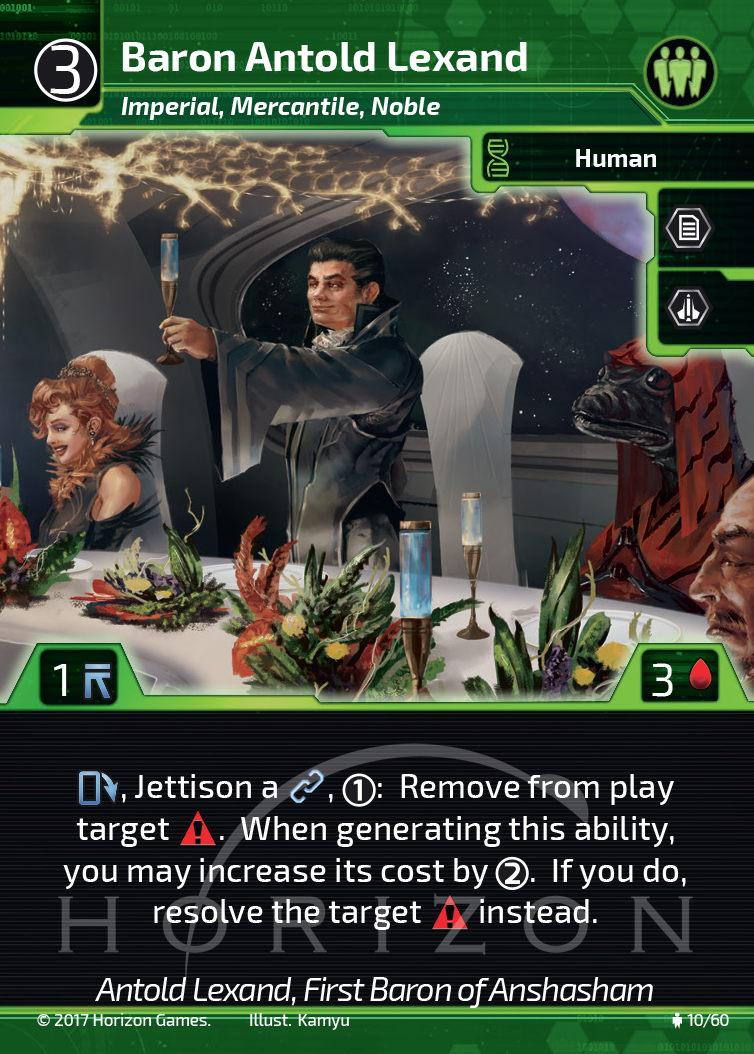 3
Baron Antold Lexand
Imperial, Mercantile, Noble
Human
1
3
, Jettison a , ①: Remove from play
target . When generating this ability,
you may increase its cost by ②. If you do,
resolve the target instead.
HORIZON
Antold Lexand, First Baron of Anshasham
© 2017 Horizon Games. Illust. Kamyu 10/60